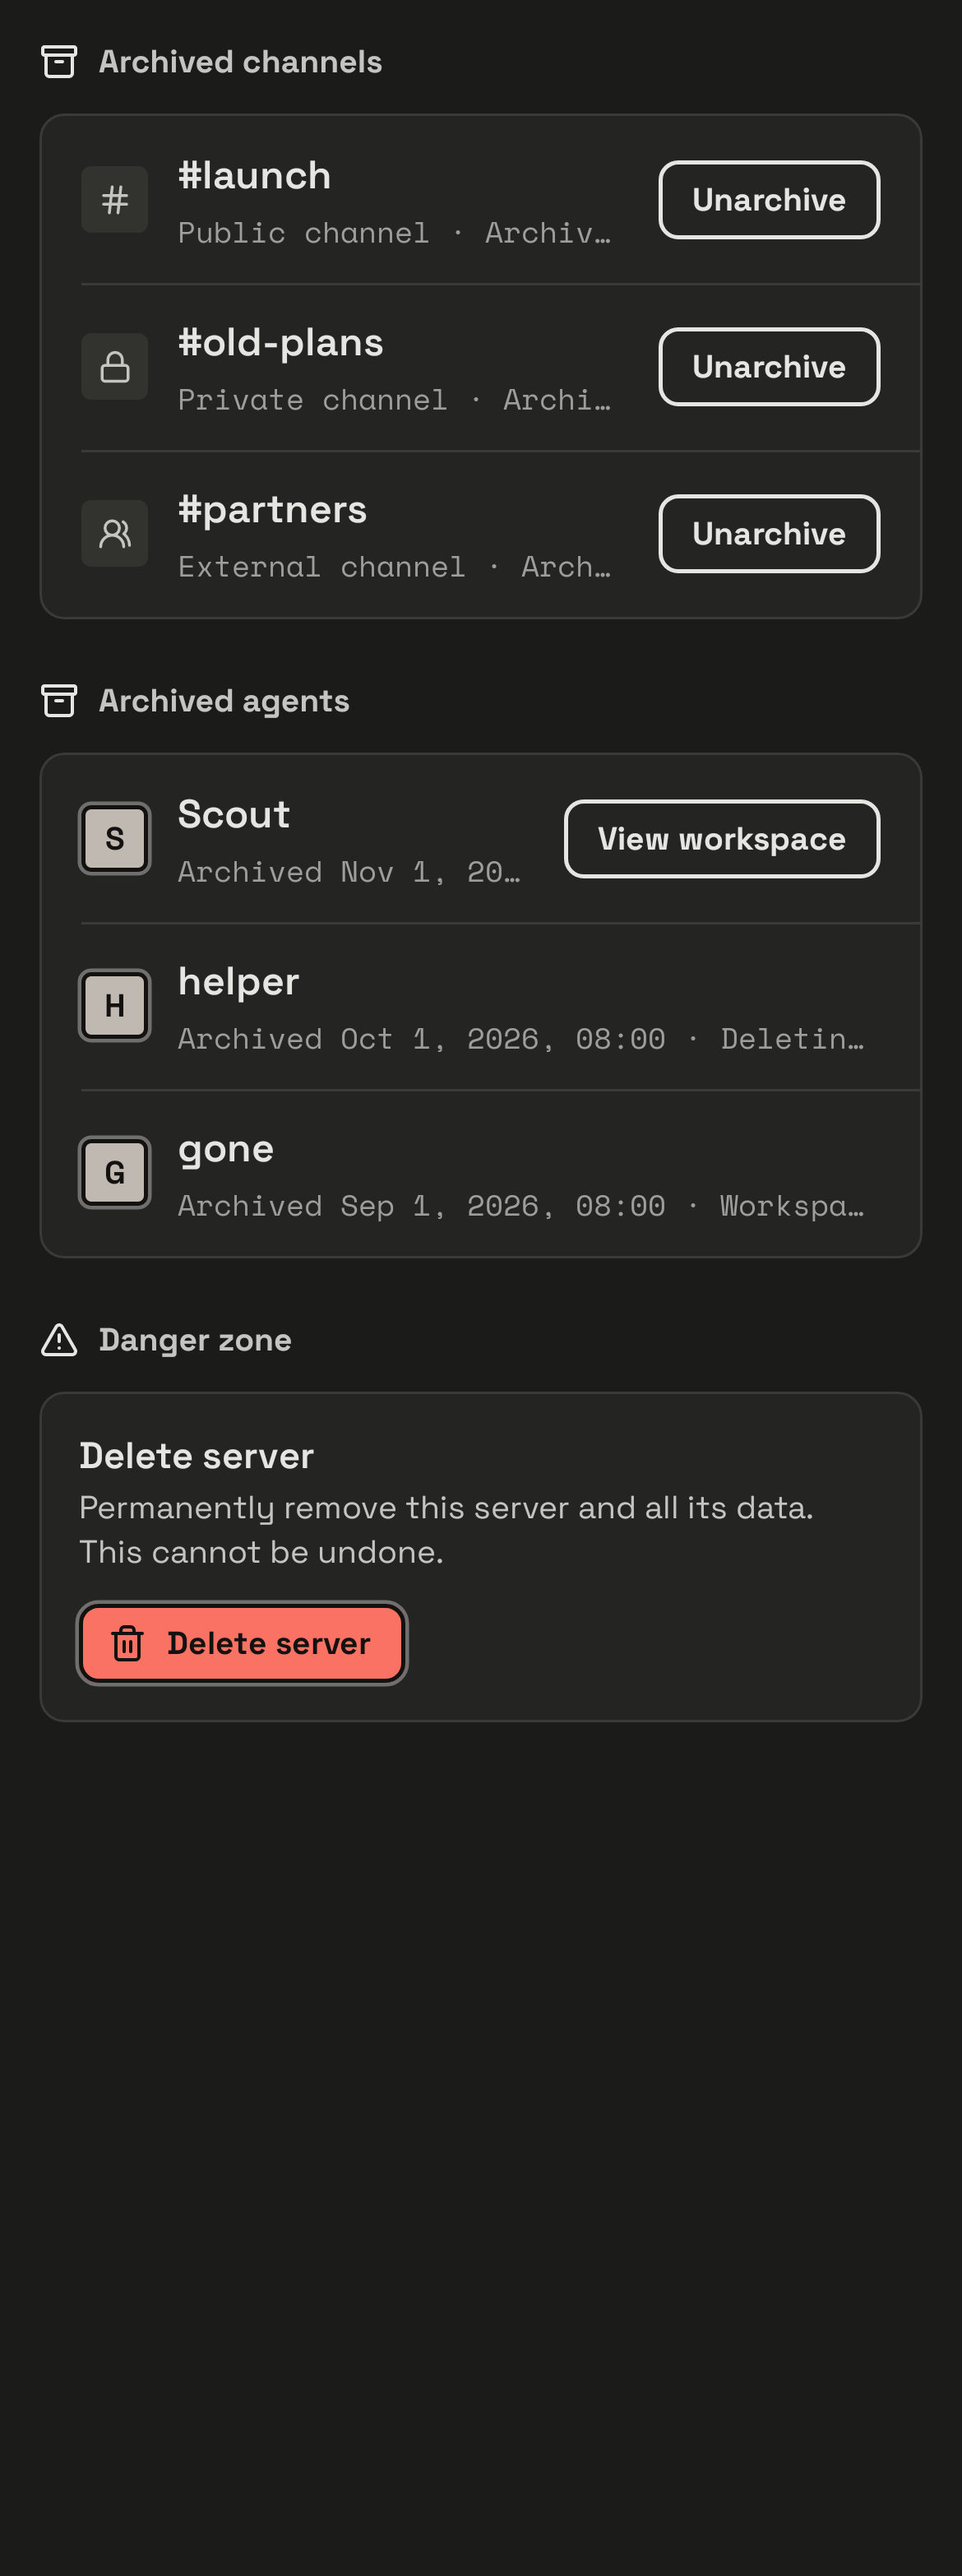 Archived channels
#launch
Public channel · Archiv…
Unarchive
#old-plans
Private channel · Archi…
Unarchive
#partners
External channel · Arch…
Unarchive
Archived agents
S
Scout
Archived Nov 1, 20…
View workspace
H
helper
Archived Oct 1, 2026, 08:00 · Deletin…
G
gone
Archived Sep 1, 2026, 08:00 · Workspa…
Danger zone
Delete server
Permanently remove this server and all its data.
This cannot be undone.
Delete server